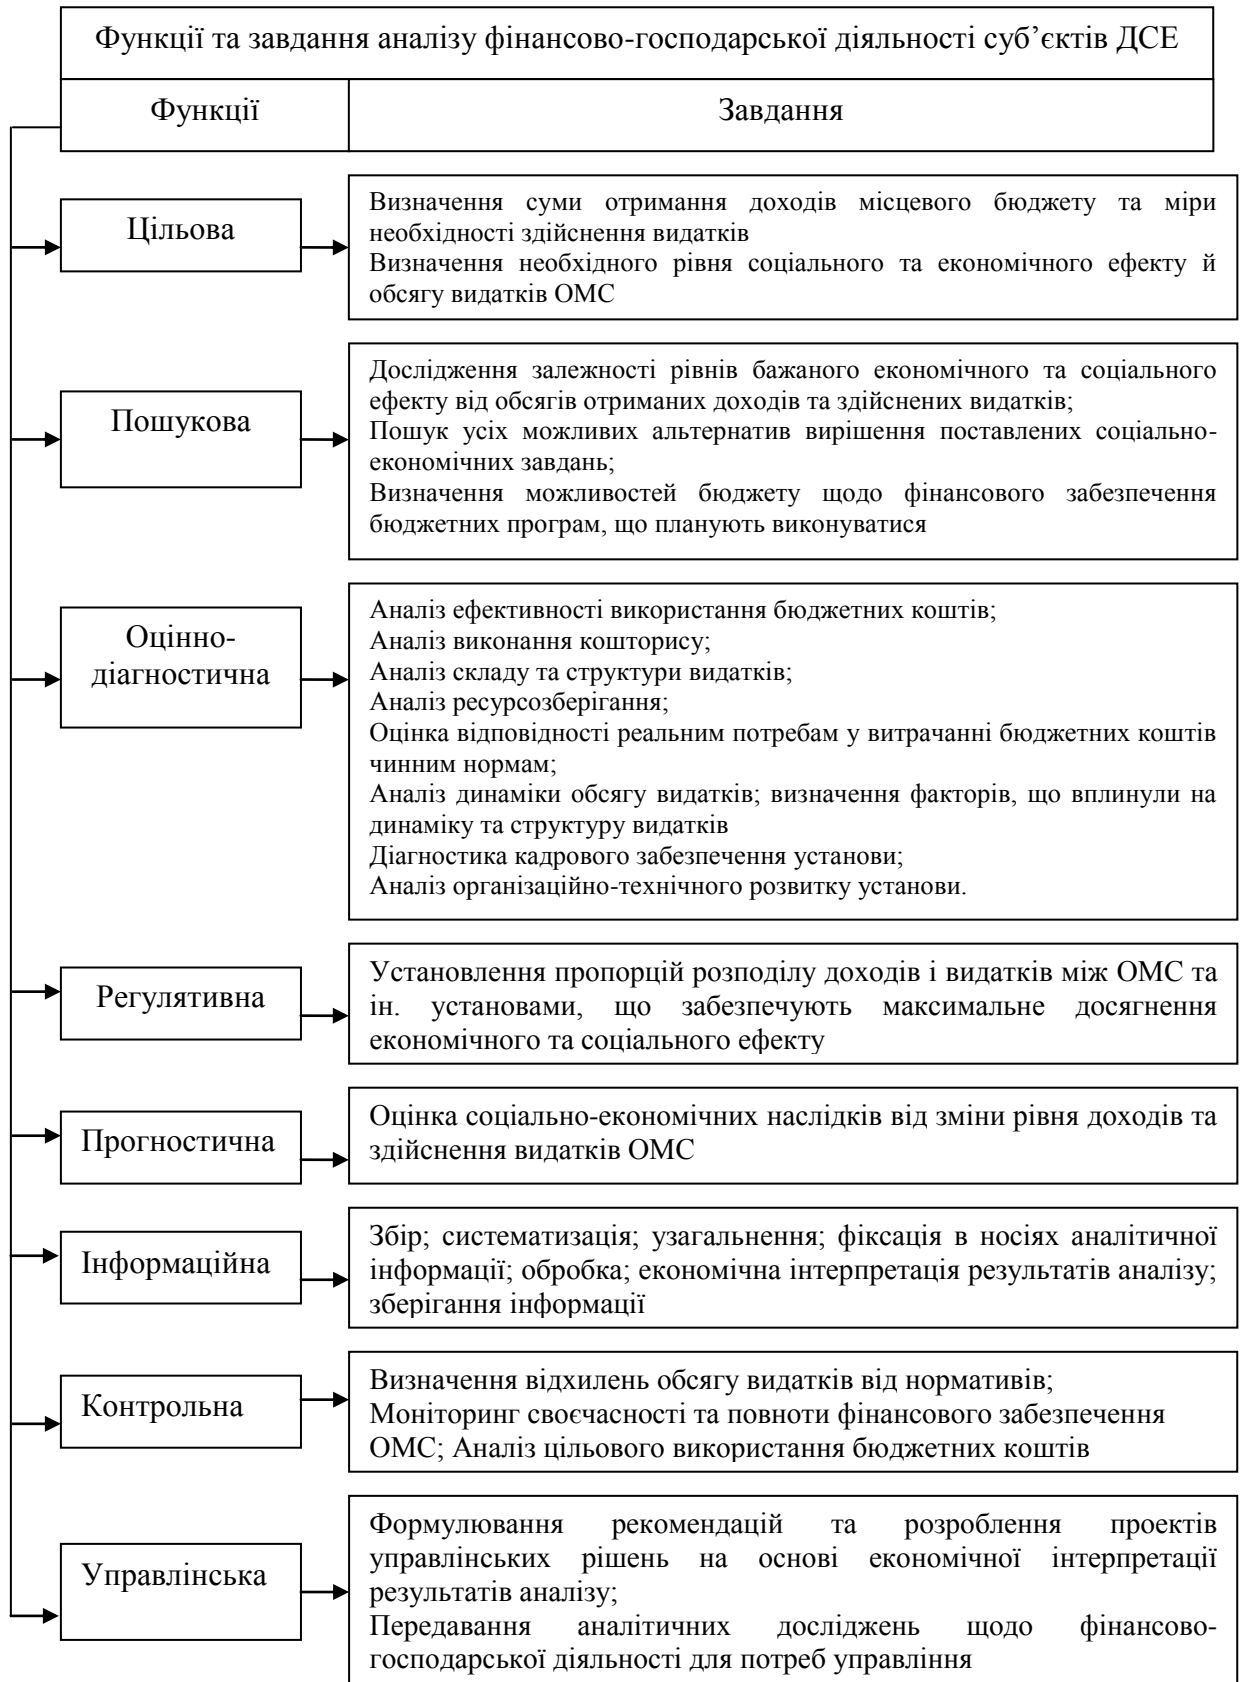 Функції та завдання аналізу фінансово-господарської діяльності суб’єктів ДСЕ
Функції
Завдання
Цільова
Визначення суми отримання доходів місцевого бюджету та міри
необхідності здійснення видатків
Визначення необхідного рівня соціального та економічного ефекту й
обсягу видатків ОМС
Пошукова
Дослідження залежності рівнів бажаного економічного та соціального
ефекту від обсягів отриманих доходів та здійснених видатків;
Пошук усіх можливих альтернатив вирішення поставлених соціально-
економічних завдань;
Визначення можливостей бюджету щодо фінансового забезпечення
бюджетних програм, що планують виконуватися
Оцінно-
діагностична
Аналіз ефективності використання бюджетних коштів;
Аналіз виконання кошторису;
Аналіз складу та структури видатків;
Аналіз ресурсозберігання;
Оцінка відповідності реальним потребам у витрачанні бюджетних коштів
чинним нормам;
Аналіз динаміки обсягу видатків; визначення факторів, що вплинули на
динаміку та структуру видатків
Діагностика кадрового забезпечення установи;
Аналіз організаційно-технічного розвитку установи.
Регулятивна
Установлення пропорцій розподілу доходів і видатків між ОМС та
ін. установами, що забезпечують максимальне досягнення
економічного та соціального ефекту
Прогностична
Оцінка соціально-економічних наслідків від зміни рівня доходів та
здійснення видатків ОМС
Інформаційна
Збір; систематизація; узагальнення; фіксація в носіях аналітичної
інформації; обробка; економічна інтерпретація результатів аналізу;
зберігання інформації
Контрольна
Визначення відхилень обсягу видатків від нормативів;
Моніторинг своєчасності та повноти фінансового забезпечення
ОМС; Аналіз цільового використання бюджетних коштів
Управлінська
Формулювання рекомендацій та розроблення проектів
управлінських рішень на основі економічної інтерпретації
результатів аналізу;
Передавання аналітичних досліджень щодо фінансово-
господарської діяльності для потреб управління